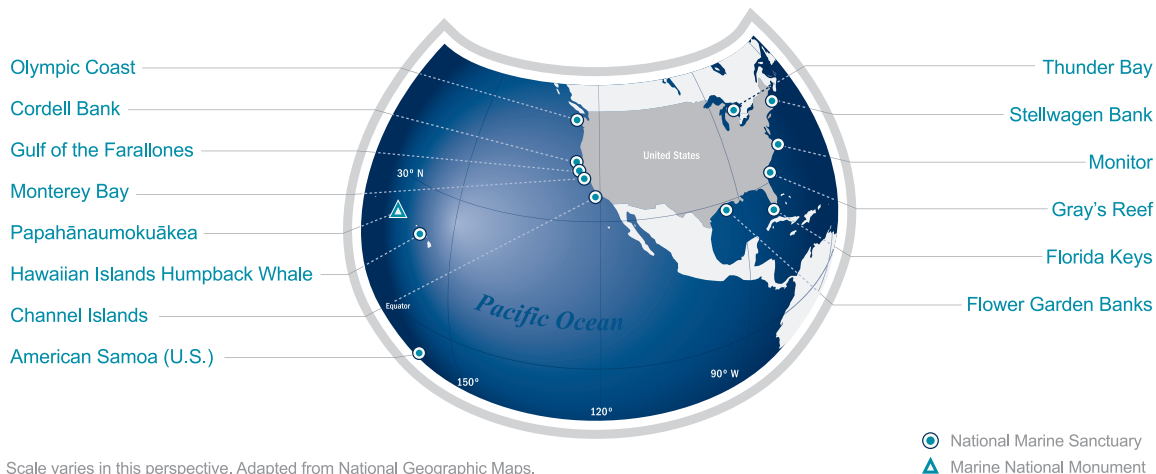 Olympic Coast
Cordell Bank
Gulf of the Farallones
Monterey Bay
Papahānaumokuākea
Hawaiian Islands Humpback Whale
Channel Islands
American Samoa (U.S.)
30° N
United States
Equator
Pacific Ocean
150°
120°
90° W
Thunder Bay
Stellwagen Bank
Monitor
Gray’s Reef
Florida Keys
Flower Garden Banks
National Marine Sanctuary
Marine National Monument
Scale varies in this perspective. Adapted from National Geographic Maps.